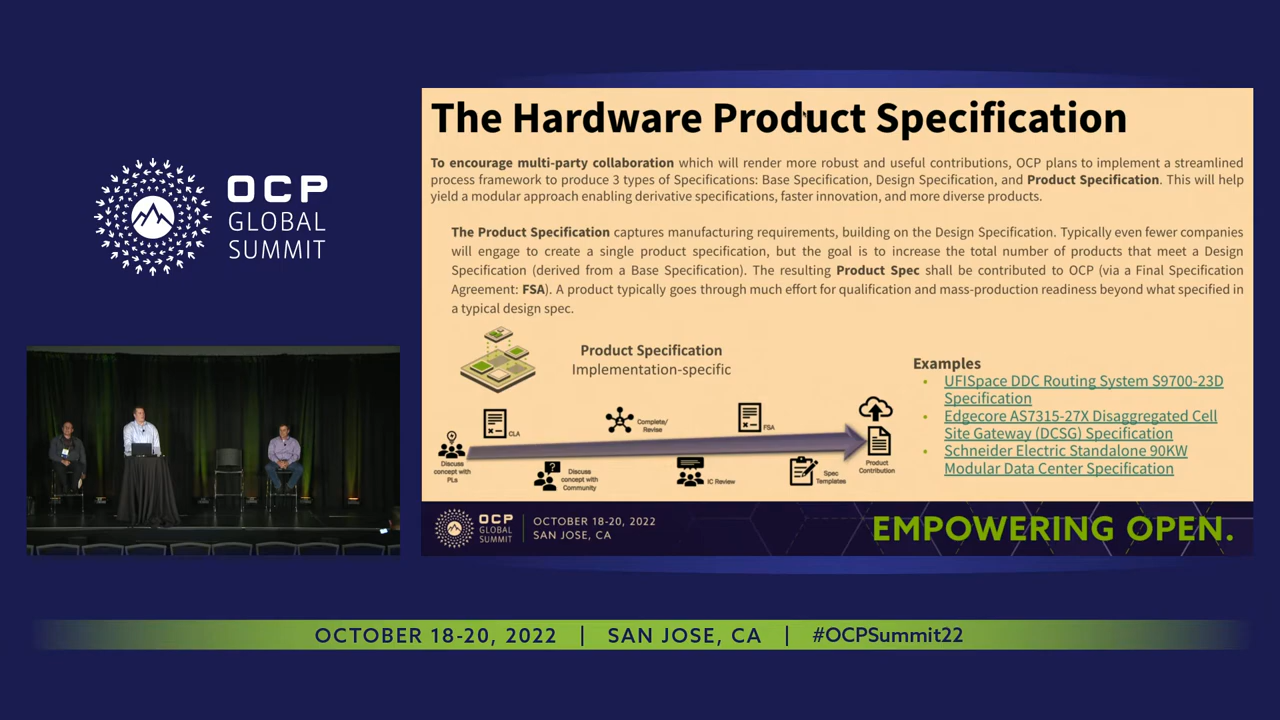 OCP
GLOBAL
SUMMIT
The Hardware Product Specification
To encourage multi-party collaboration which will render more robust and useful contributions, OCP plans to implement a streamlined
process framework to produce 3 types of Specifications: Base Specification, Design Specification, and Product Specification. This will help
yield a modular approach enabling derivative specifications, faster innovation, and more diverse products.
The Product Specification captures manufacturing requirements, building on the Design Specification. Typically even fewer companies
will engage to create a single product specification, but the goal is to increase the total number of products that meet a Design
Specification (derived from a Base Specification). The resulting Product Spec shall be contributed to OCP (via a Final Specification
Agreement: FSA). A product typically goes through much effort for qualification and mass-production readiness beyond what specified in
a typical design spec.
Product Specification
Implementation-specific
Examples
• UFISpace DDC Routing System S9700-23D
Specification
• Edgecore AS7315-27X Disaggregated Cell
Site Gateway (DCSG) Specification
• Schneider Electric Standalone 90KW
Modular Data Center Specification
CLA
Complete/
Revise
FSA
Discuss
concept with
PLs
?
Discuss
concept with
Community
IC Review
Spec
Templates
Product
Contribution
OCP
GLOBAL
SUMMIT
OCTOBER 18-20, 2022
SAN JOSE, CA
EMPOWERING OPEN.
OCTOBER 18-20, 2022 | SAN JOSE, CA | #OCPSummit22